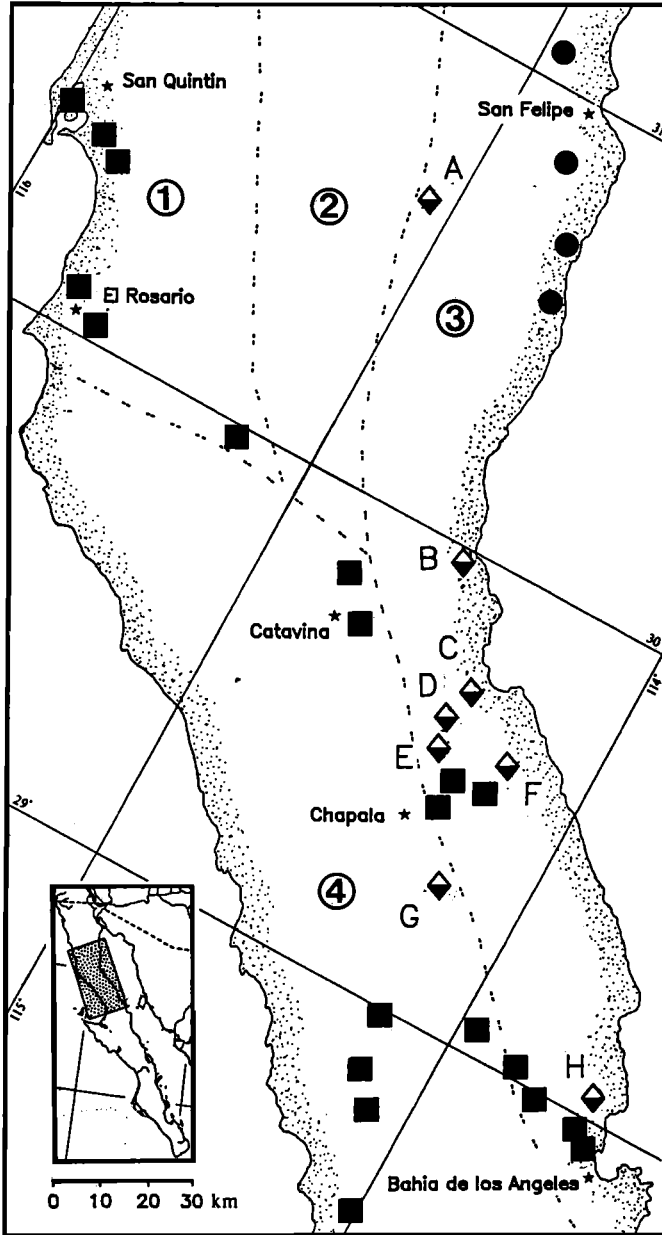 San Quintin
San Felipe
31
116
A
①
②
③
El Rosario
B
30
114°
Catavina
C
D
E
F
29°
Chapala
④
G
115°
H
Bahia de los Angeles
0 10 20 30 km